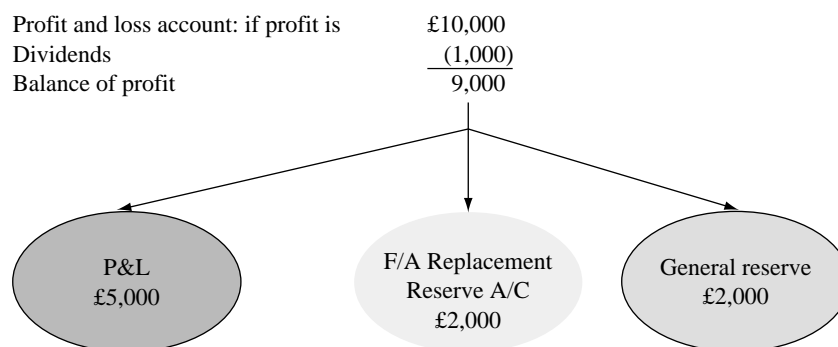 Profit and loss account: if profit is £10,000
Dividends (1,000)
Balance of profit 9,000
P&L
£5,000
F/A Replacement
Reserve A/C
£2,000
General reserve
£2,000